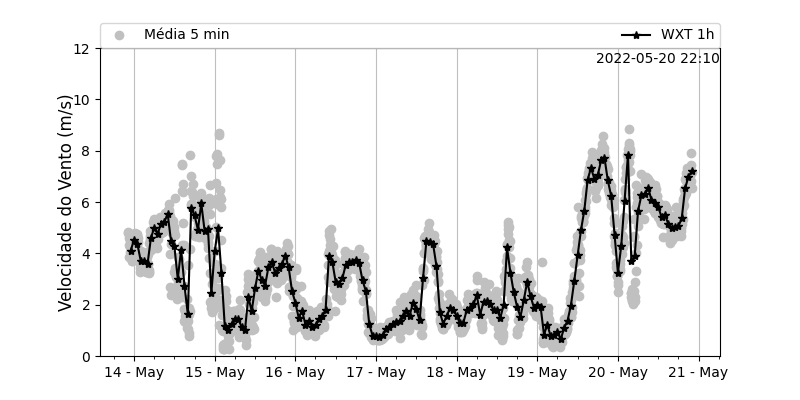 Média 5 min
WXT 1h
2022-05-20 22:10
Velocidade do Vento (m/s)
12
10
8
6
4
2
0
14 - May
15 - May
16 - May
17 - May
18 - May
19 - May
20 - May
21 - May